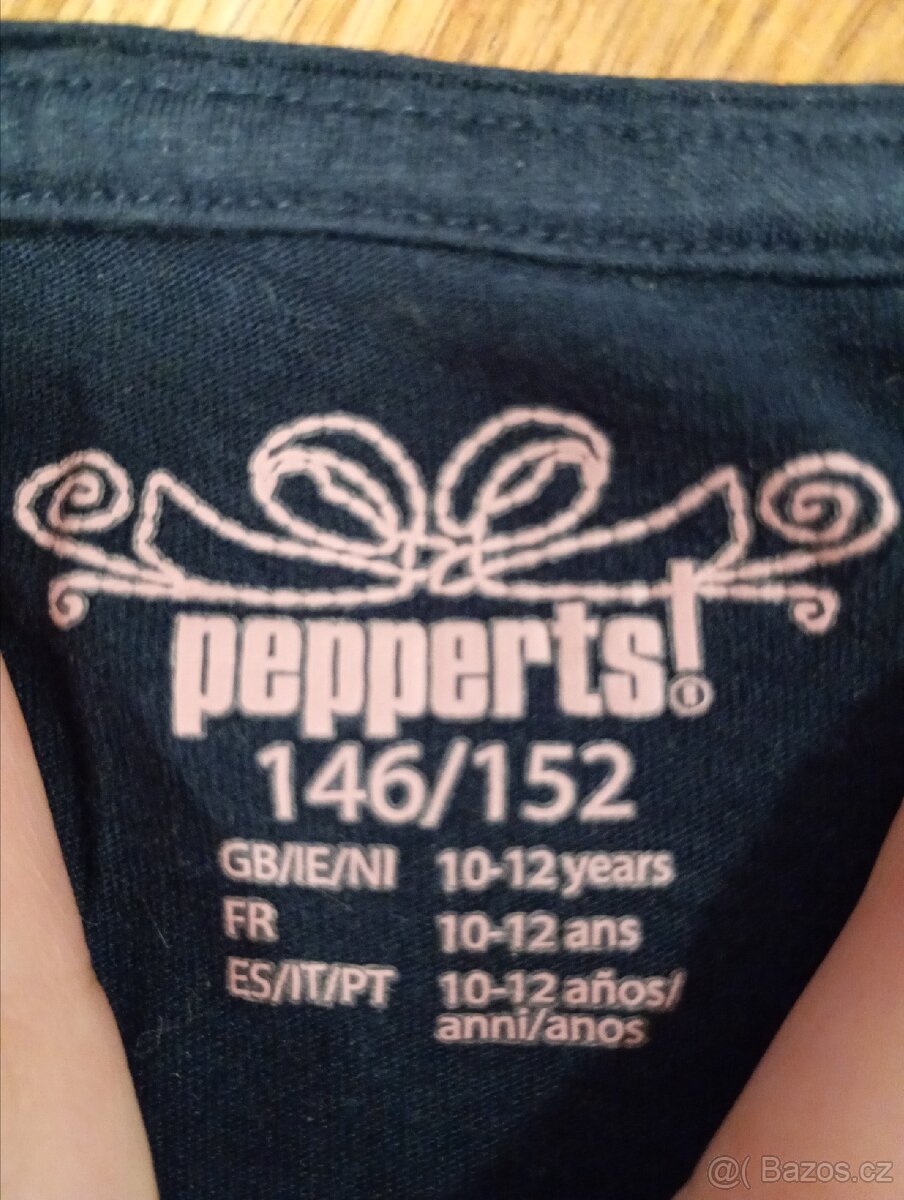 pepperts!®
146/152
GB/IE/NI 10-12 years
FR 10-12 ans
ES/IT/PT 10-12 años/
anni/anos
@( Bazos.cz